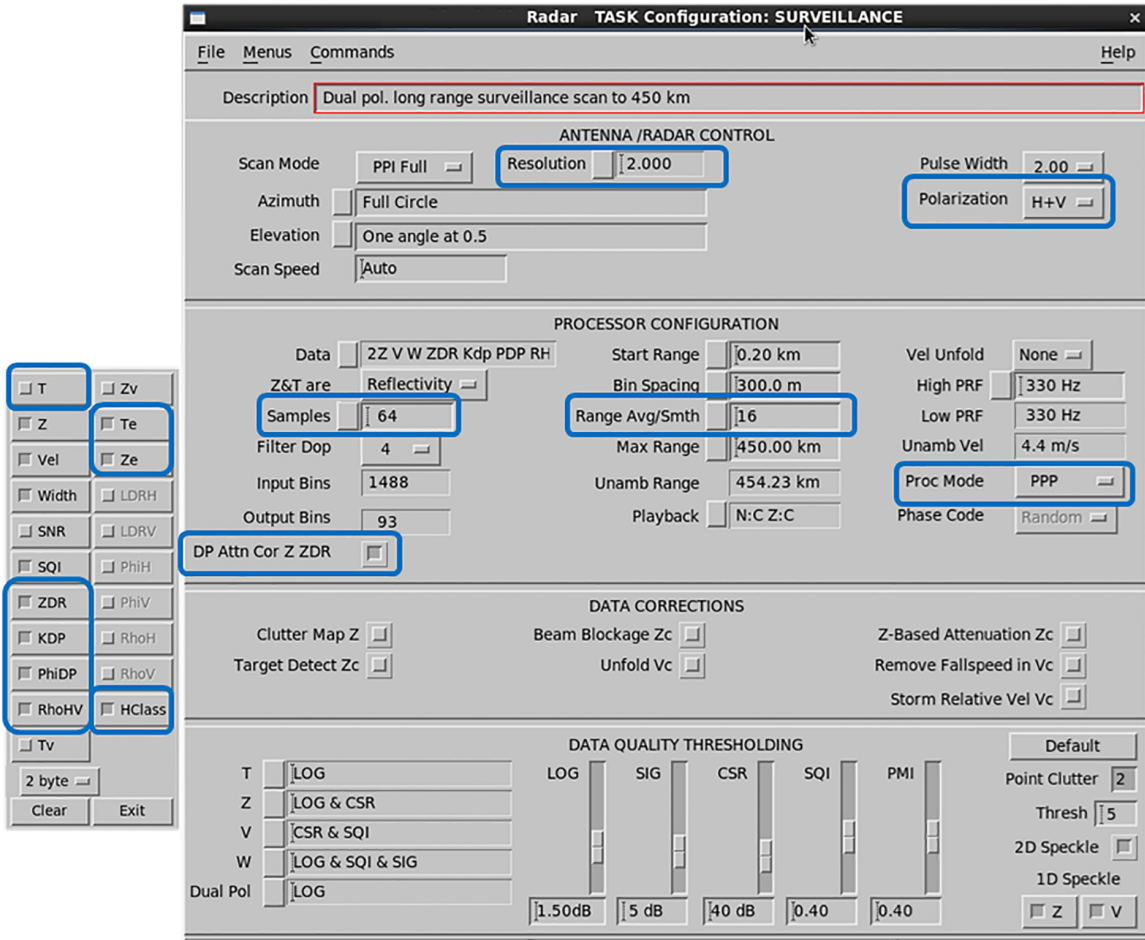 Radar TASK Configuration: SURVEILLANCE
File Menus Commands Help
Description Dual pol. long range surveillance scan to 450 km
ANTENNA /RADAR CONTROL
Scan Mode PPI Full Resolution 2.000 Pulse Width 2.00
Azimuth Full Circle Polarization H+V
Elevation One angle at 0.5
Scan Speed Auto
PROCESSOR CONFIGURATION
Data 2Z V W ZDR Kdp PDP RH Start Range 0.20 km Vel Unfold None
Z&T are Reflectivity Bin Spacing 300.0 m High PRF 330 Hz
Samples 64 Range Avg/Smth 16 Low PRF 330 Hz
Filter Dop 4 Max Range 450.00 km Unamb Vel 4.4 m/s
Input Bins 1488 Unamb Range 454.23 km Proc Mode PPP
Output Bins 93 Playback N:C Z:C Phase Code Random
DP Attn Cor Z ZDR
DATA CORRECTIONS
Clutter Map Z Beam Blockage Zc Z-Based Attenuation Zc
Target Detect Zc Unfold Vc Remove Fallspeed in Vc
Storm Relative Vel Vc
DATA QUALITY THRESHOLDING
Default
T LOG LOG SIG CSR SQI PMI Point Clutter 2
Z LOG & CSR Thresh 5
V CSR & SQI 2D Speckle
W LOG & SQI & SIG 1D Speckle
Dual Pol LOG 1.50dB 5 dB 40 dB 0.40 0.40 Z V
T Zv
Z Te
Vel Ze
Width LDRH
SNR LDRV
SQI PhiH
ZDR PhiV
KDP RhoH
PhiDP RhoV
RhoHV HClass
Tv
2 byte
Clear Exit